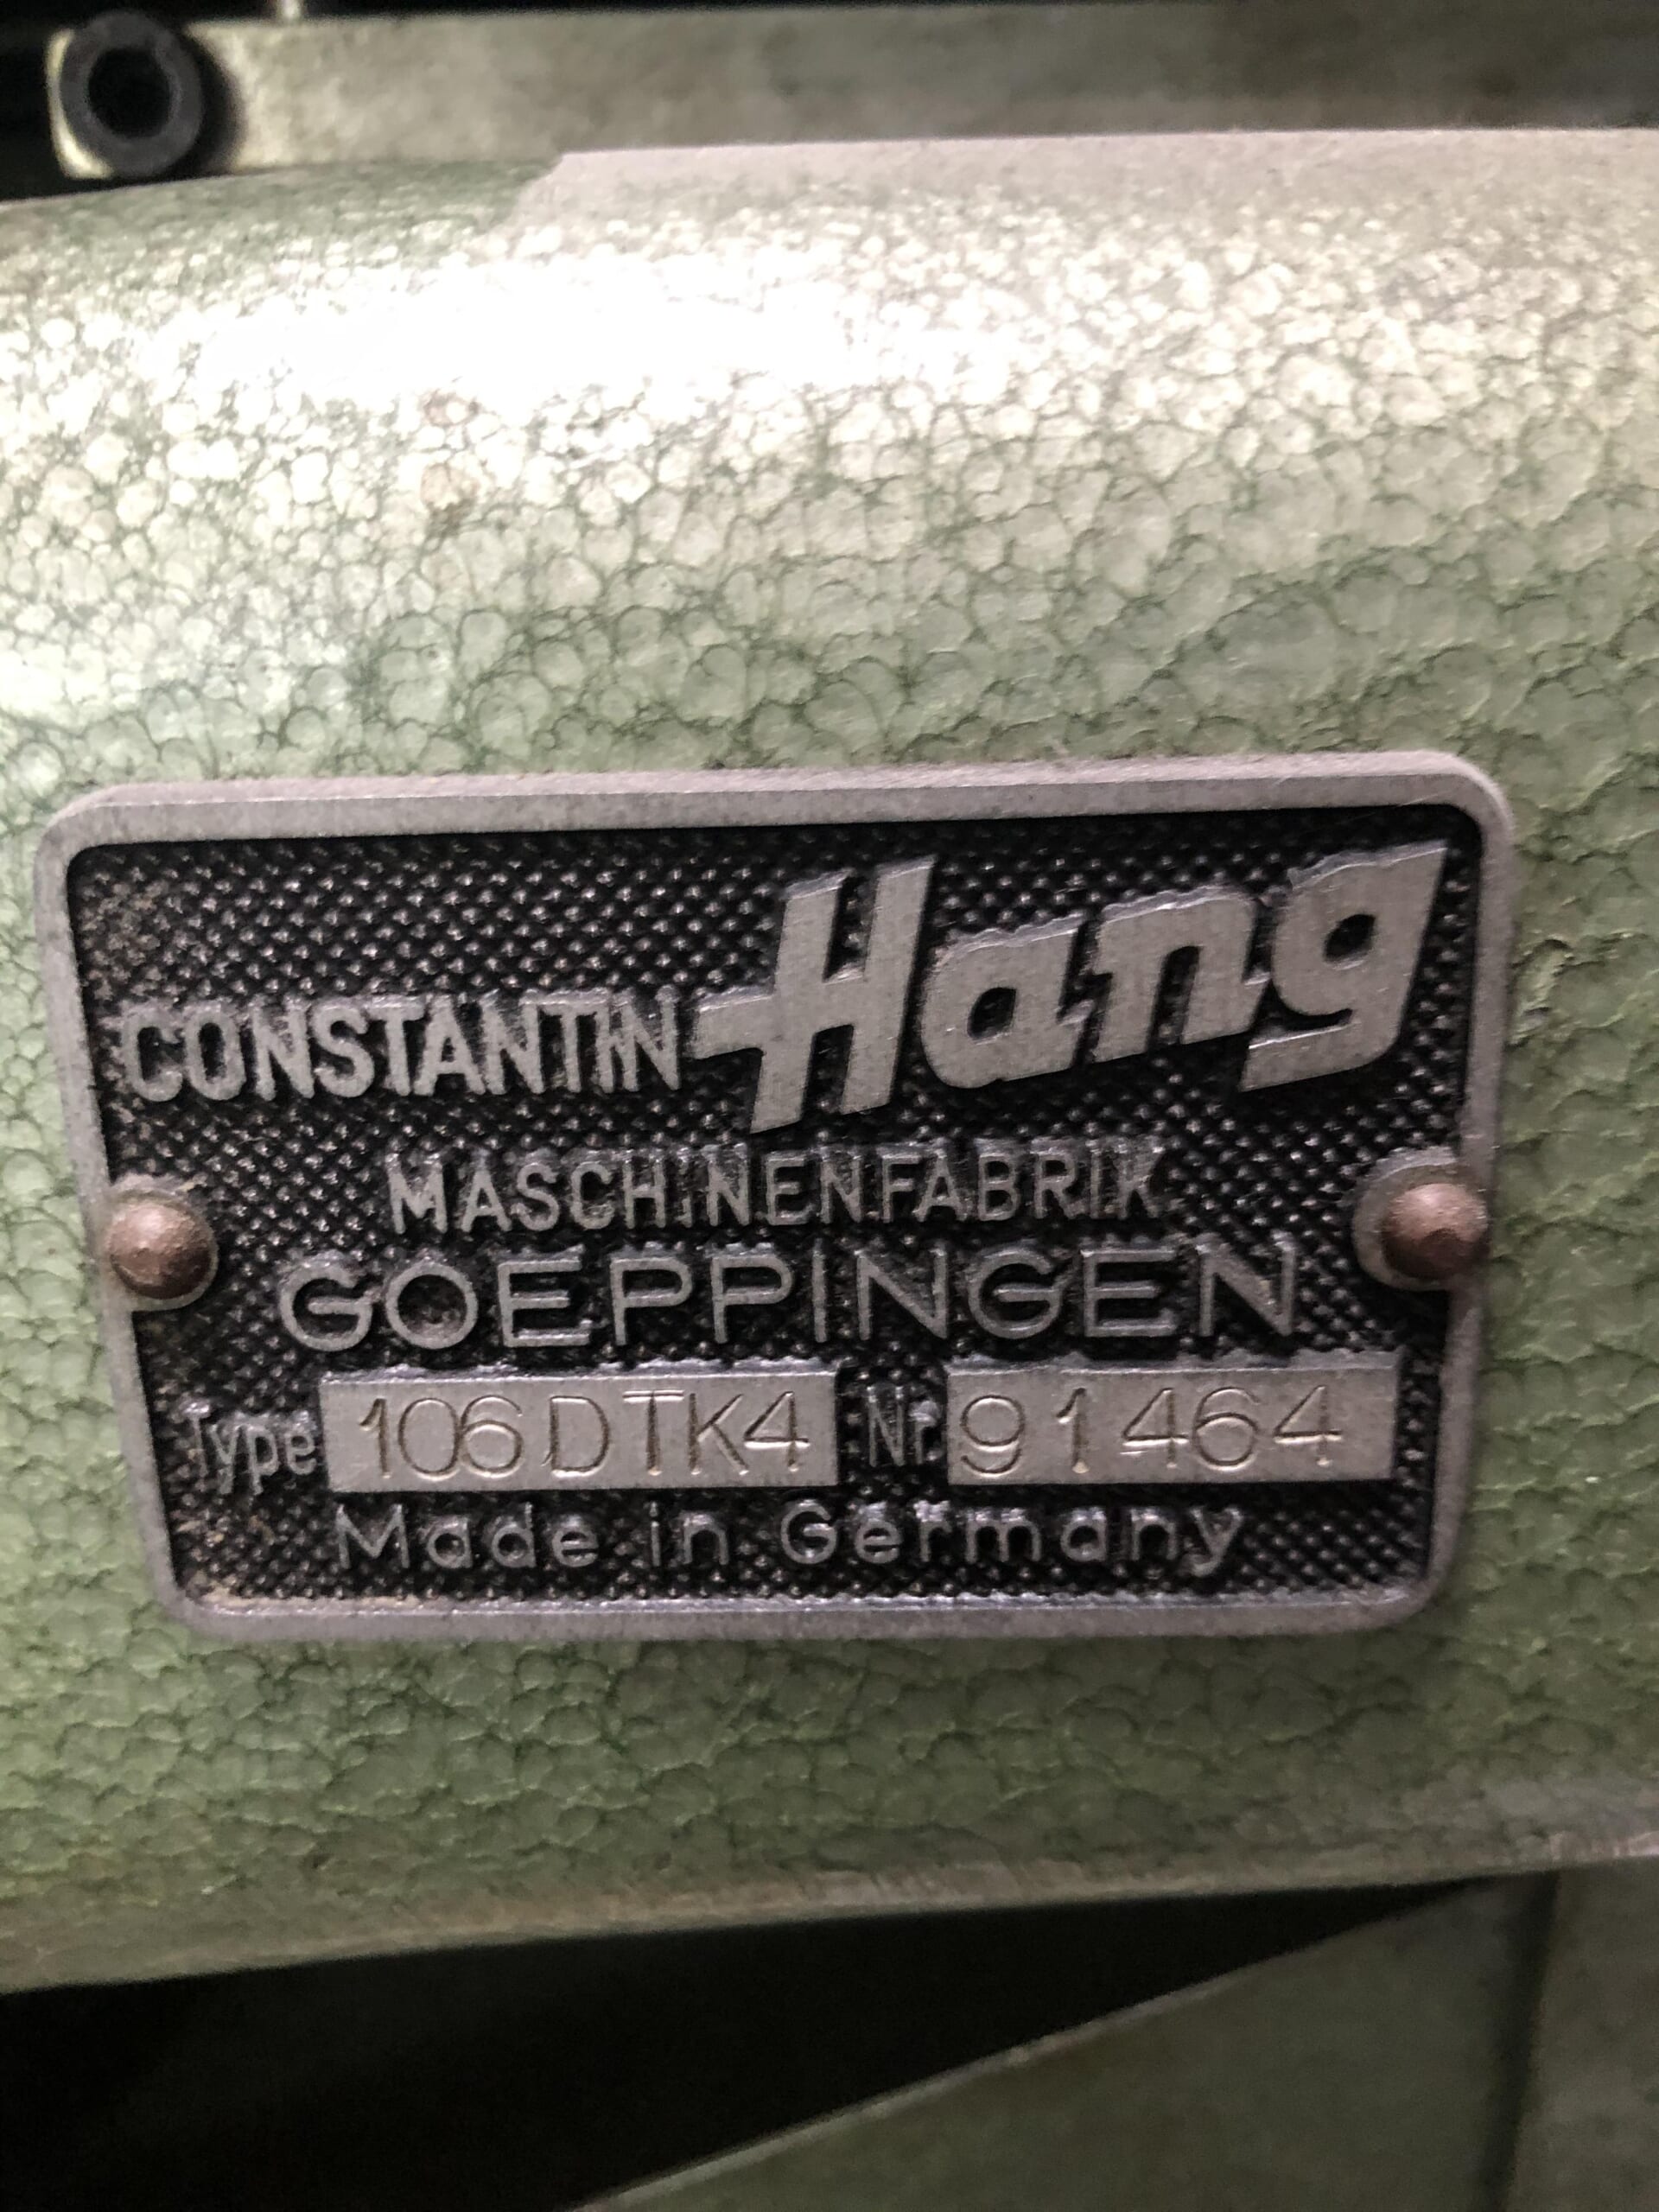 CONSTANTIN Hang
MASCHINENFABRIK
GOEPPINGEN
Type 106 DTK4 Nr. 91464
Made in Germany